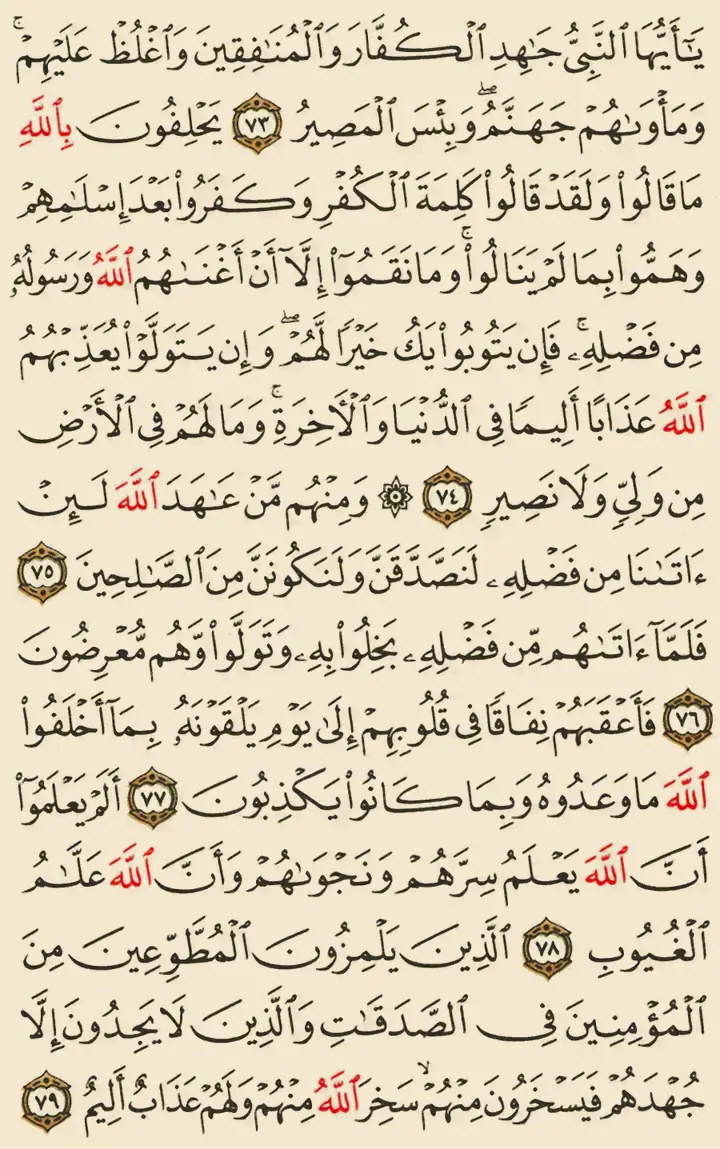 يَٰٓأَيُّهَا ٱلنَّبِيُّ جَٰهِدِ ٱلۡكُفَّارَ وَٱلۡمُنَٰفِقِينَ وَٱغۡلُظۡ عَلَيۡهِمۡۚ
وَمَأۡوَىٰهُمۡ جَهَنَّمُۖ وَبِئۡسَ ٱلۡمَصِيرُ ٧٣ يَحۡلِفُونَ بِٱللَّهِ
مَا قَالُواْ وَلَقَدۡ قَالُواْ كَلِمَةَ ٱلۡكُفۡرِ وَكَفَرُواْ بَعۡدَ إِسۡلَٰمِهِمۡ
وَهَمُّواْ بِمَا لَمۡ يَنَالُواْۚ وَمَا نَقَمُوٓاْ إِلَّآ أَنۡ أَغۡنَىٰهُمُ ٱللَّهُ وَرَسُولُهُۥ
مِن فَضۡلِهِۦۚ فَإِن يَتُوبُواْ يَكُ خَيۡرٗا لَّهُمۡۖ وَإِن يَتَوَلَّوۡاْ يُعَذِّبۡهُمُ
ٱللَّهُ عَذَابًا أَلِيمٗا فِي ٱلدُّنۡيَا وَٱلۡأٓخِرَةِۚ وَمَا لَهُمۡ فِي ٱلۡأَرۡضِ
مِن وَلِيّٖ وَلَا نَصِيرٖ ٧٤ ۞ وَمِنۡهُم مَّنۡ عَٰهَدَ ٱللَّهَ لَئِنۡ
ءَاتَىٰنَا مِن فَضۡلِهِۦ لَنَصَّدَّقَنَّ وَلَنَكُونَنَّ مِنَ ٱلصَّٰلِحِينَ ٧٥
فَلَمَّآ ءَاتَىٰهُم مِّن فَضۡلِهِۦ بَخِلُواْ بِهِۦ وَتَوَلَّواْ وَّهُم مُّعۡرِضُونَ
٧٦ فَأَعۡقَبَهُمۡ نِفَاقٗا فِي قُلُوبِهِمۡ إِلَىٰ يَوۡمِ يَلۡقَوۡنَهُۥ بِمَآ أَخۡلَفُواْ
ٱللَّهَ مَا وَعَدُوهُ وَبِمَا كَانُواْ يَكۡذِبُونَ ٧٧ أَلَمۡ يَعۡلَمُوٓاْ
أَنَّ ٱللَّهَ يَعۡلَمُ سِرَّهُمۡ وَنَجۡوَىٰهُمۡ وَأَنَّ ٱللَّهَ عَلَّٰمُ
ٱلۡغُيُوبِ ٧٨ ٱلَّذِينَ يَلۡمِزُونَ ٱلۡمُطَّوِّعِينَ مِنَ
ٱلۡمُؤۡمِنِينَ فِي ٱلصَّدَقَٰتِ وَٱلَّذِينَ لَا يَجِدُونَ إِلَّا
جُهۡدَهُمۡ فَيَسۡخَرُونَ مِنۡهُمۡ ۙ سَخِرَ ٱللَّهُ مِنۡهُمۡ وَلَهُمۡ عَذَابٌ أَلِيمٌ ٧٩